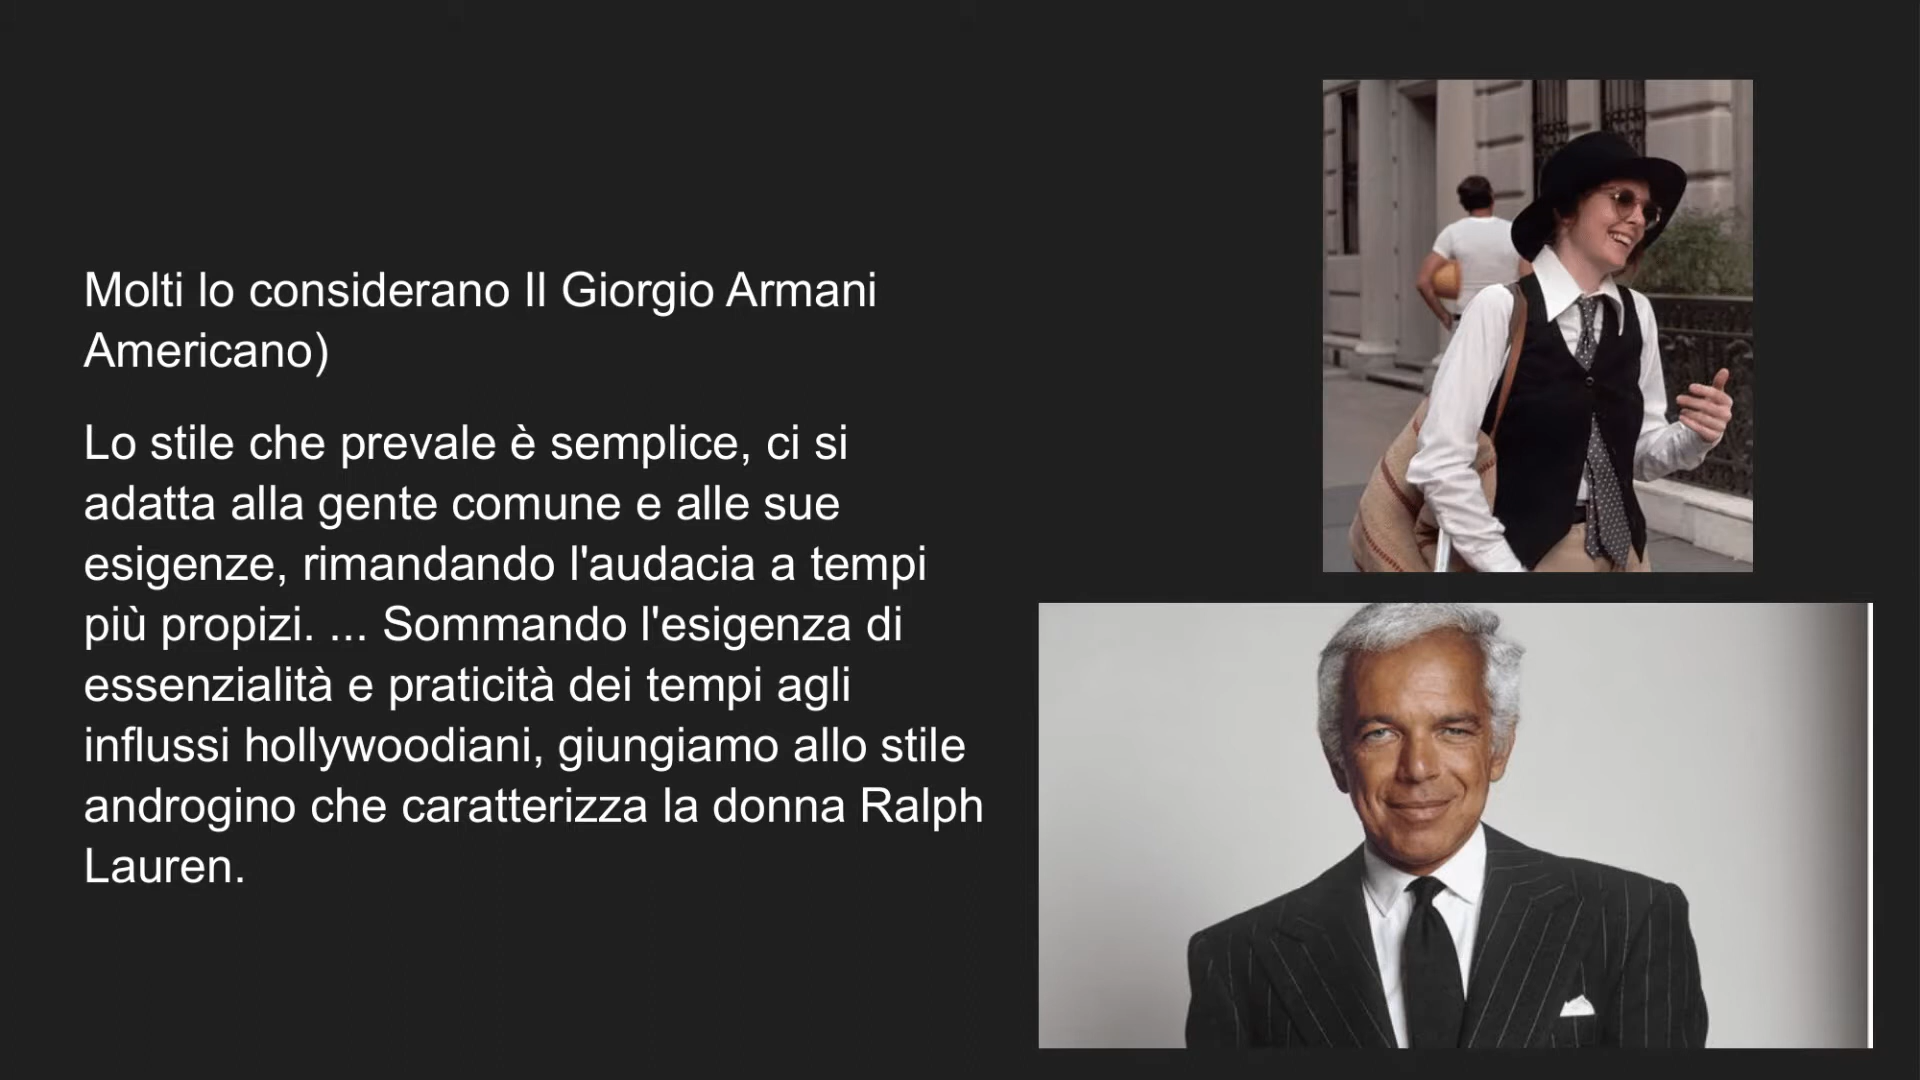 Molti lo considerano Il Giorgio Armani
Americano)
Lo stile che prevale è semplice, ci si
adatta alla gente comune e alle sue
esigenze, rimandando l'audacia a tempi
più propizi. ... Sommando l'esigenza di
essenzialità e praticità dei tempi agli
influssi hollywoodiani, giungiamo allo stile
androgino che caratterizza la donna Ralph
Lauren.